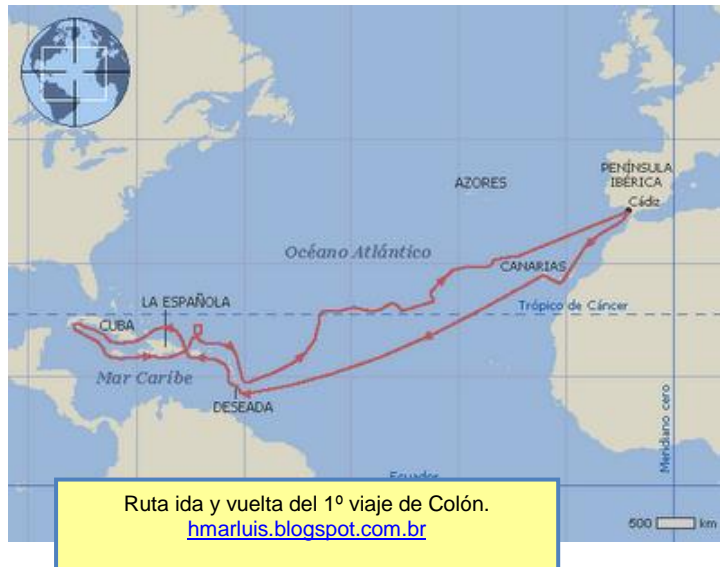 AZORES
PENÍNSULA
IBÉRICA
Cádiz
Océano Atlántico
CANARIAS
LA ESPAÑOLA
Trópico de Cáncer
CUBA
Mar Caribe
DESEADA
Meridiano cero
Ecuador
500 km
Ruta ida y vuelta del 1º viaje de Colón.
hmarluis.blogspot.com.br